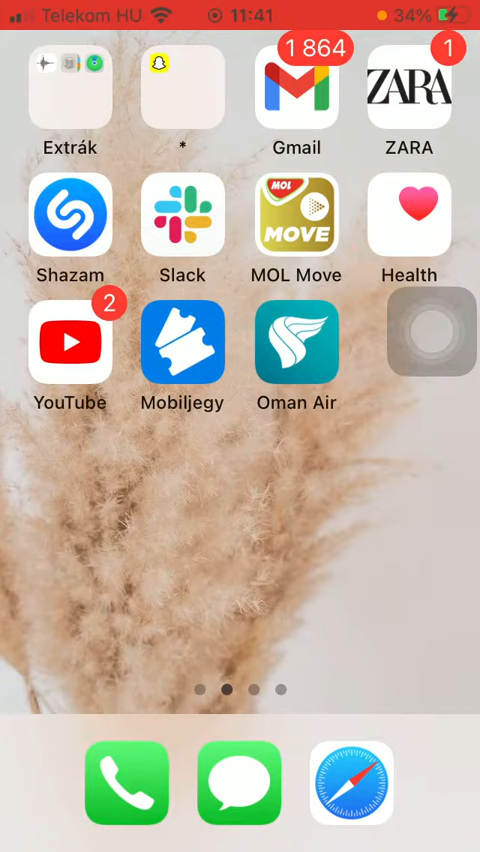 Telekom HU 11:41 34%
1 864 1
ZARA
Extrák * Gmail ZARA
MOL
MOVE
Shazam Slack MOL Move Health
2
YouTube Mobiljegy Oman Air